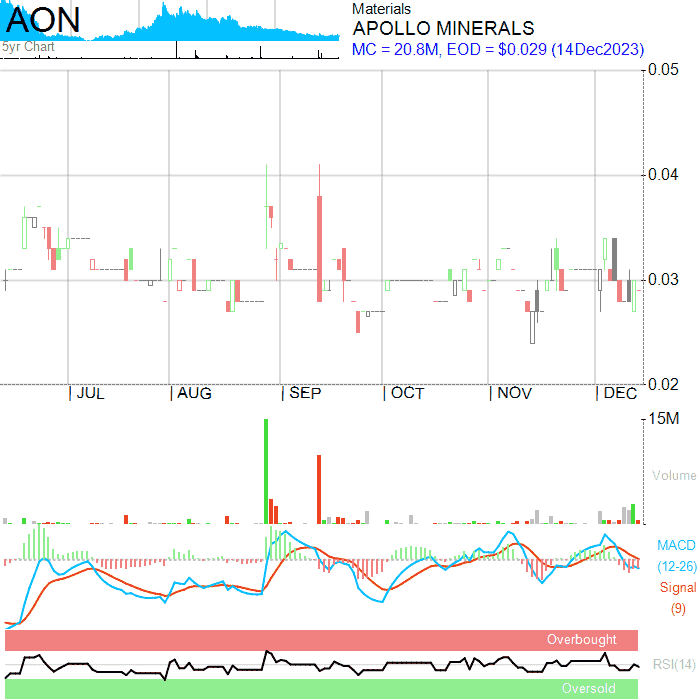 AON
5yr Chart
Materials
APOLLO MINERALS
MC = 20.8M, EOD = $0.029 (14Dec2023)
0.05
0.04
0.03
0.02
JUL AUG SEP OCT NOV DEC
15M
Volume
MACD
(12-26)
Signal
(9)
Overbought
RSI(14)
Oversold